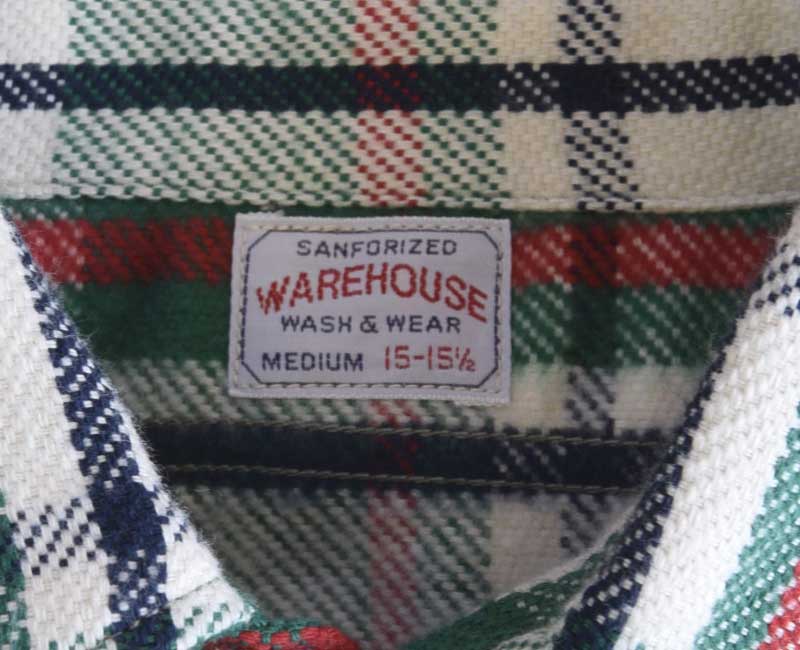 SANFORIZED
WAREHOUSE
WASH & WEAR
MEDIUM 15-15½